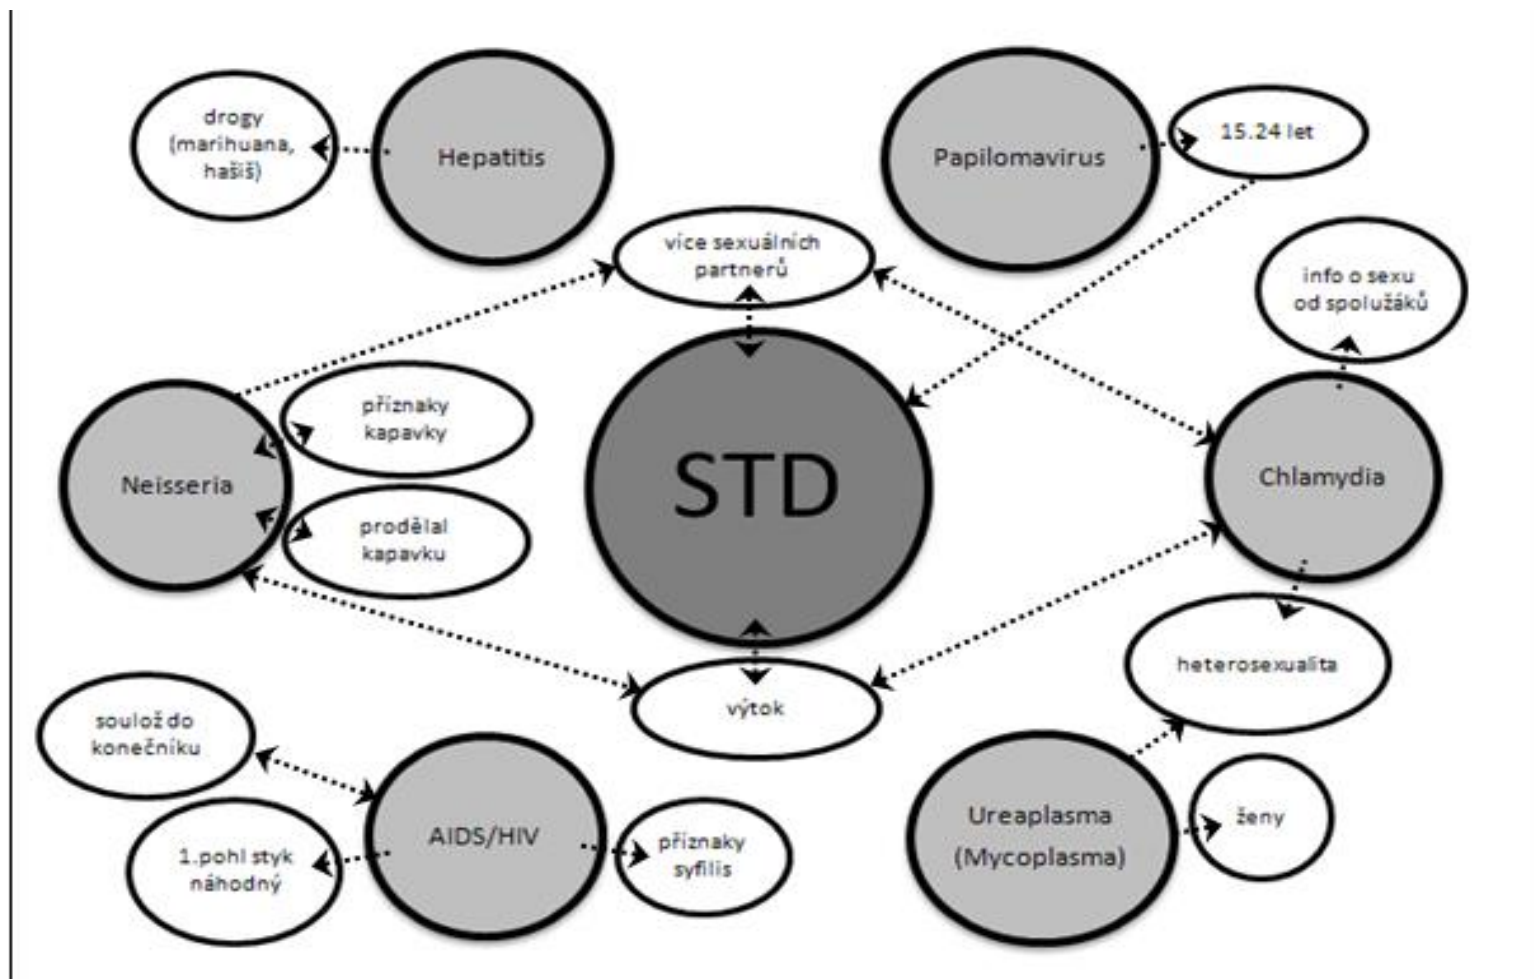 drogy
(marihuana,
hašiš)
Hepatitis
Papilomavirus
15.24 let
více sexuálních
partnerů
info o sexu
od spolužáků
příznaky
kapavky
Neisseria
STD
Chlamydia
prodělal
kapavku
heterosexualita
výtok
soulož do
konečníku
AIDS/HIV
1.pohl styk
náhodný
příznaky
syfilis
Ureaplasma
(Mycoplasma)
ženy